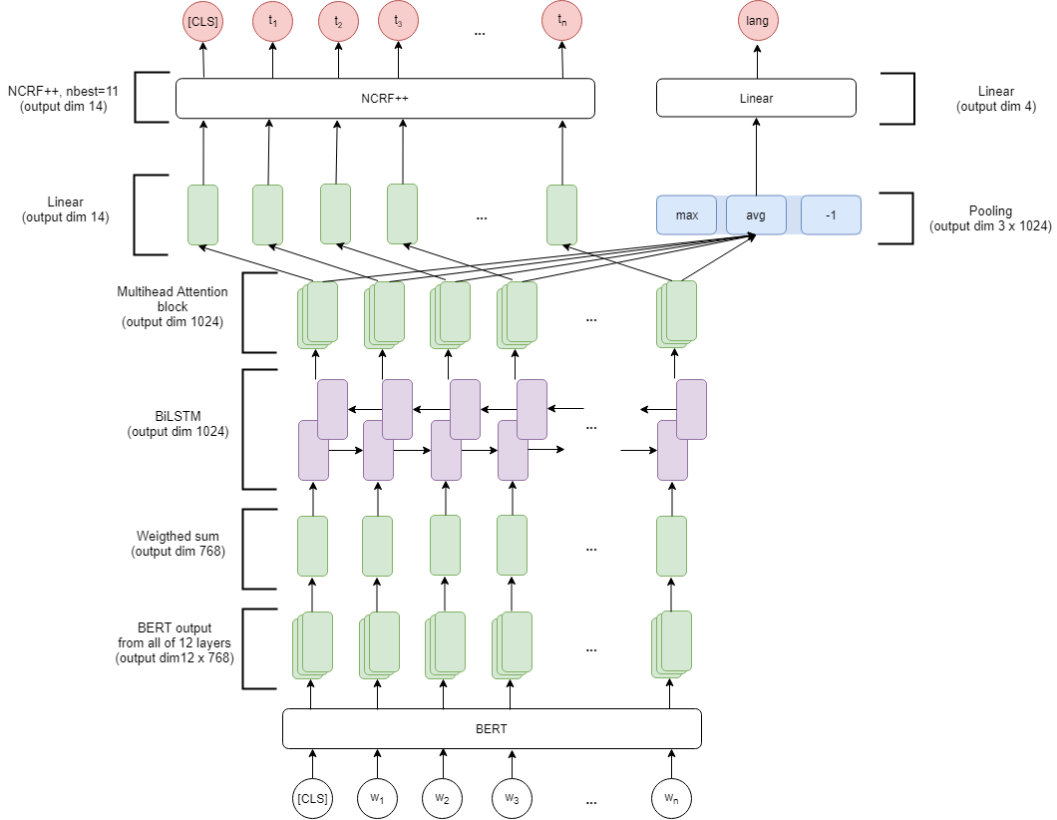 [CLS] t1 t2 t3 ... tn lang
NCRF++, nbest=11
(output dim 14)
NCRF++
Linear
Linear
(output dim 4)
Linear
(output dim 14)
...
max avg -1
Pooling
(output dim 3 x 1024)
Multihead Attention
block
(output dim 1024)
...
BiLSTM
(output dim 1024)
...
Weigthed sum
(output dim 768)
...
BERT output
from all of 12 layers
(output dim12 x 768)
...
BERT
[CLS] w1 w2 w3 ... wn